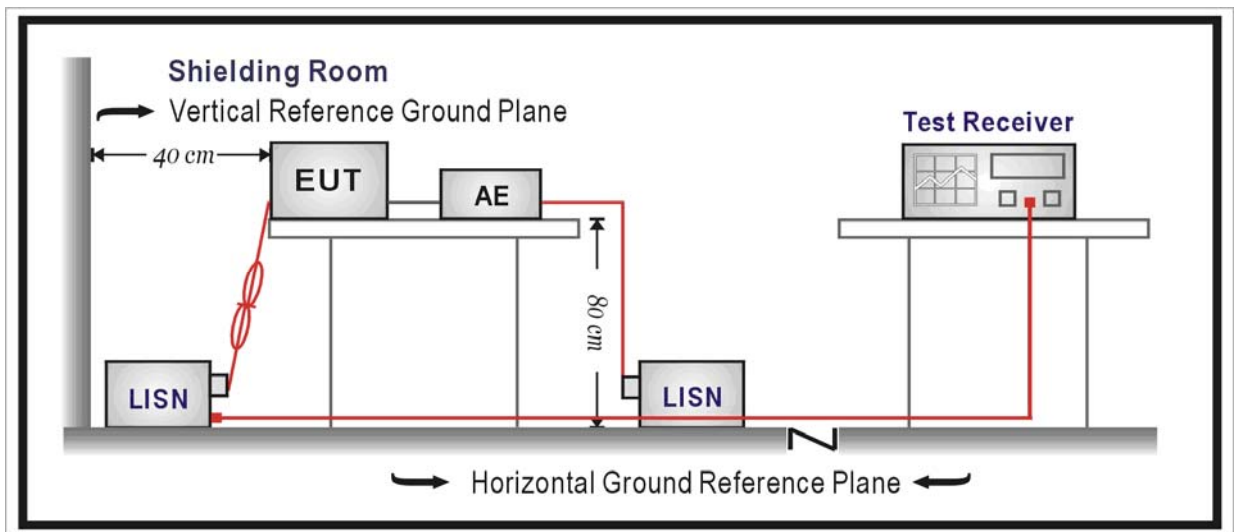 Shielding Room
Vertical Reference Ground Plane
40 cm
EUT
AE
Test Receiver
80 cm
LISN
LISN
Horizontal Ground Reference Plane